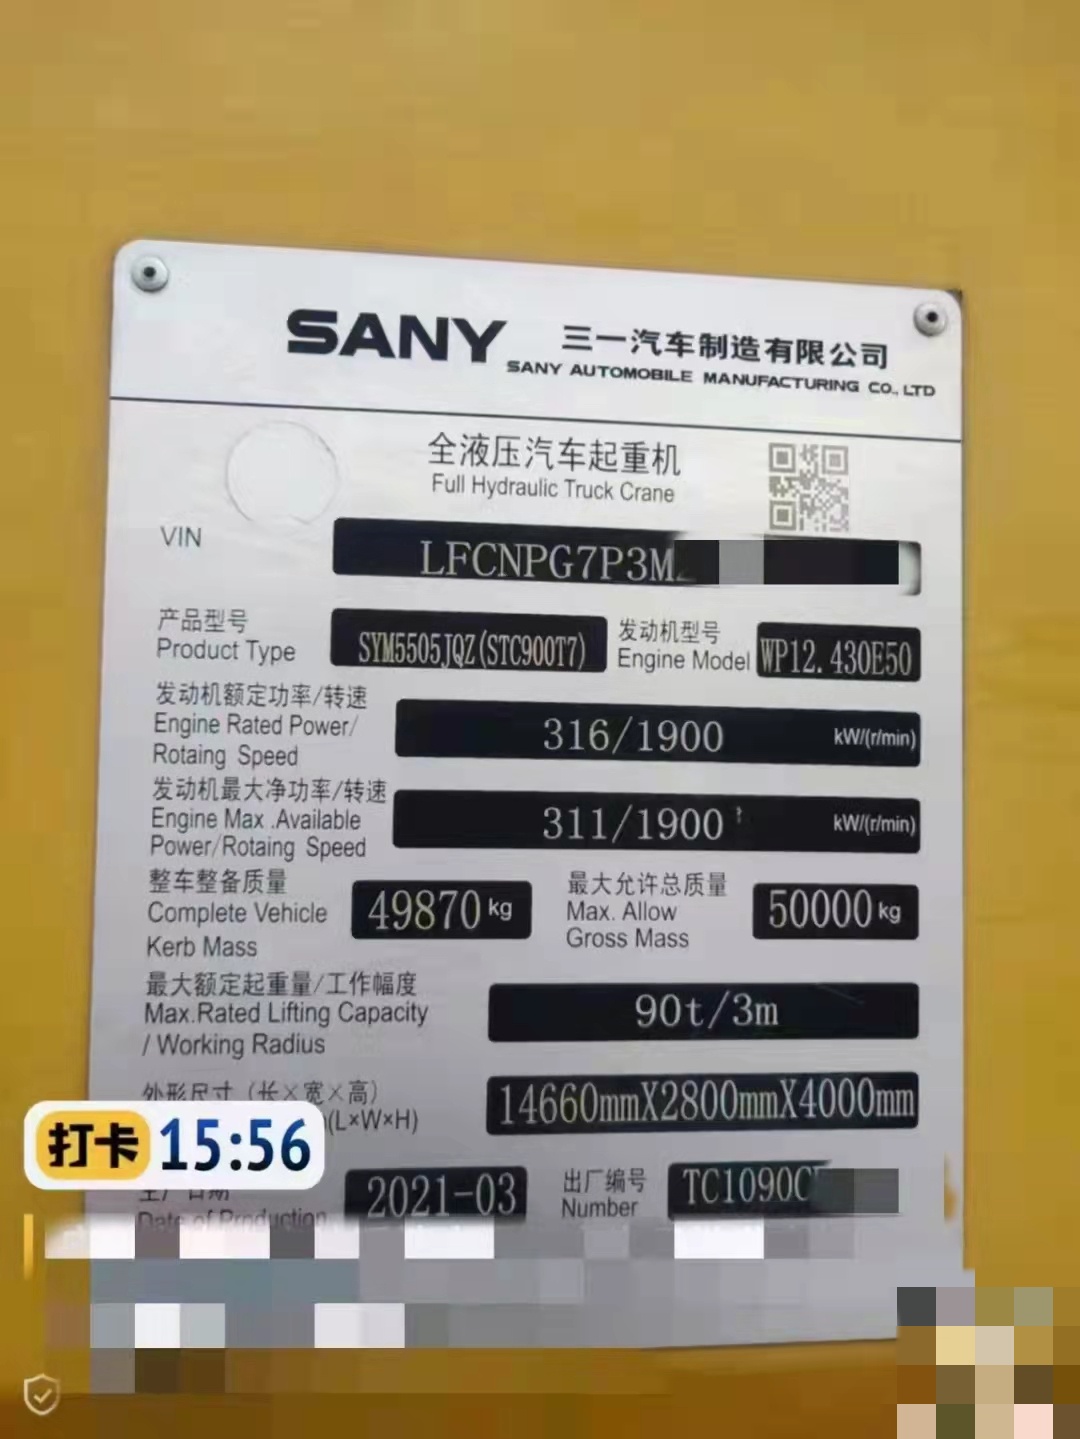 SANY 三一汽车制造有限公司
SANY AUTOMOBILE MANUFACTURING CO., LTD
全液压汽车起重机
Full Hydraulic Truck Crane
VIN LFCNPG7P3M
产品型号
Product Type SYM5505JQZ(STC900T7)
发动机型号
Engine Model WP12.430E50
发动机额定功率/转速
Engine Rated Power/
Rotaing Speed
316/1900 kW/(r/min)
发动机最大净功率/转速
Engine Max .Available
Power/Rotaing Speed
311/1900 kW/(r/min)
整车整备质量
Complete Vehicle
Kerb Mass
49870 kg
最大允许总质量
Max. Allow
Gross Mass
50000 kg
最大额定起重量/工作幅度
Max.Rated Lifting Capacity
/ Working Radius
90t/3m
外形尺寸 (长×宽×高)
(L×W×H)
14660mmX2800mmX4000mm
打卡 15:56
生产日期
Date of Production
2021-03
出厂编号
Number
TC1090C